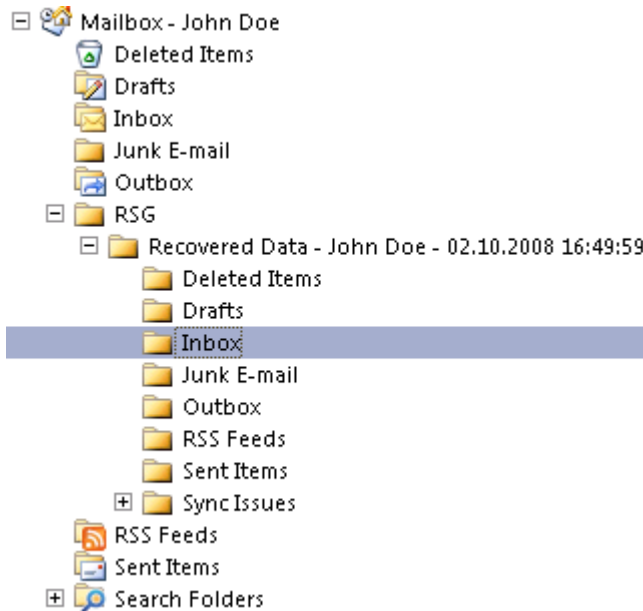 Mailbox - John Doe
Deleted Items
Drafts
Inbox
Junk E-mail
Outbox
RSG
Recovered Data - John Doe - 02.10.2008 16:49:59
Deleted Items
Drafts
Inbox
Junk E-mail
Outbox
RSS Feeds
Sent Items
Sync Issues
RSS Feeds
Sent Items
Search Folders